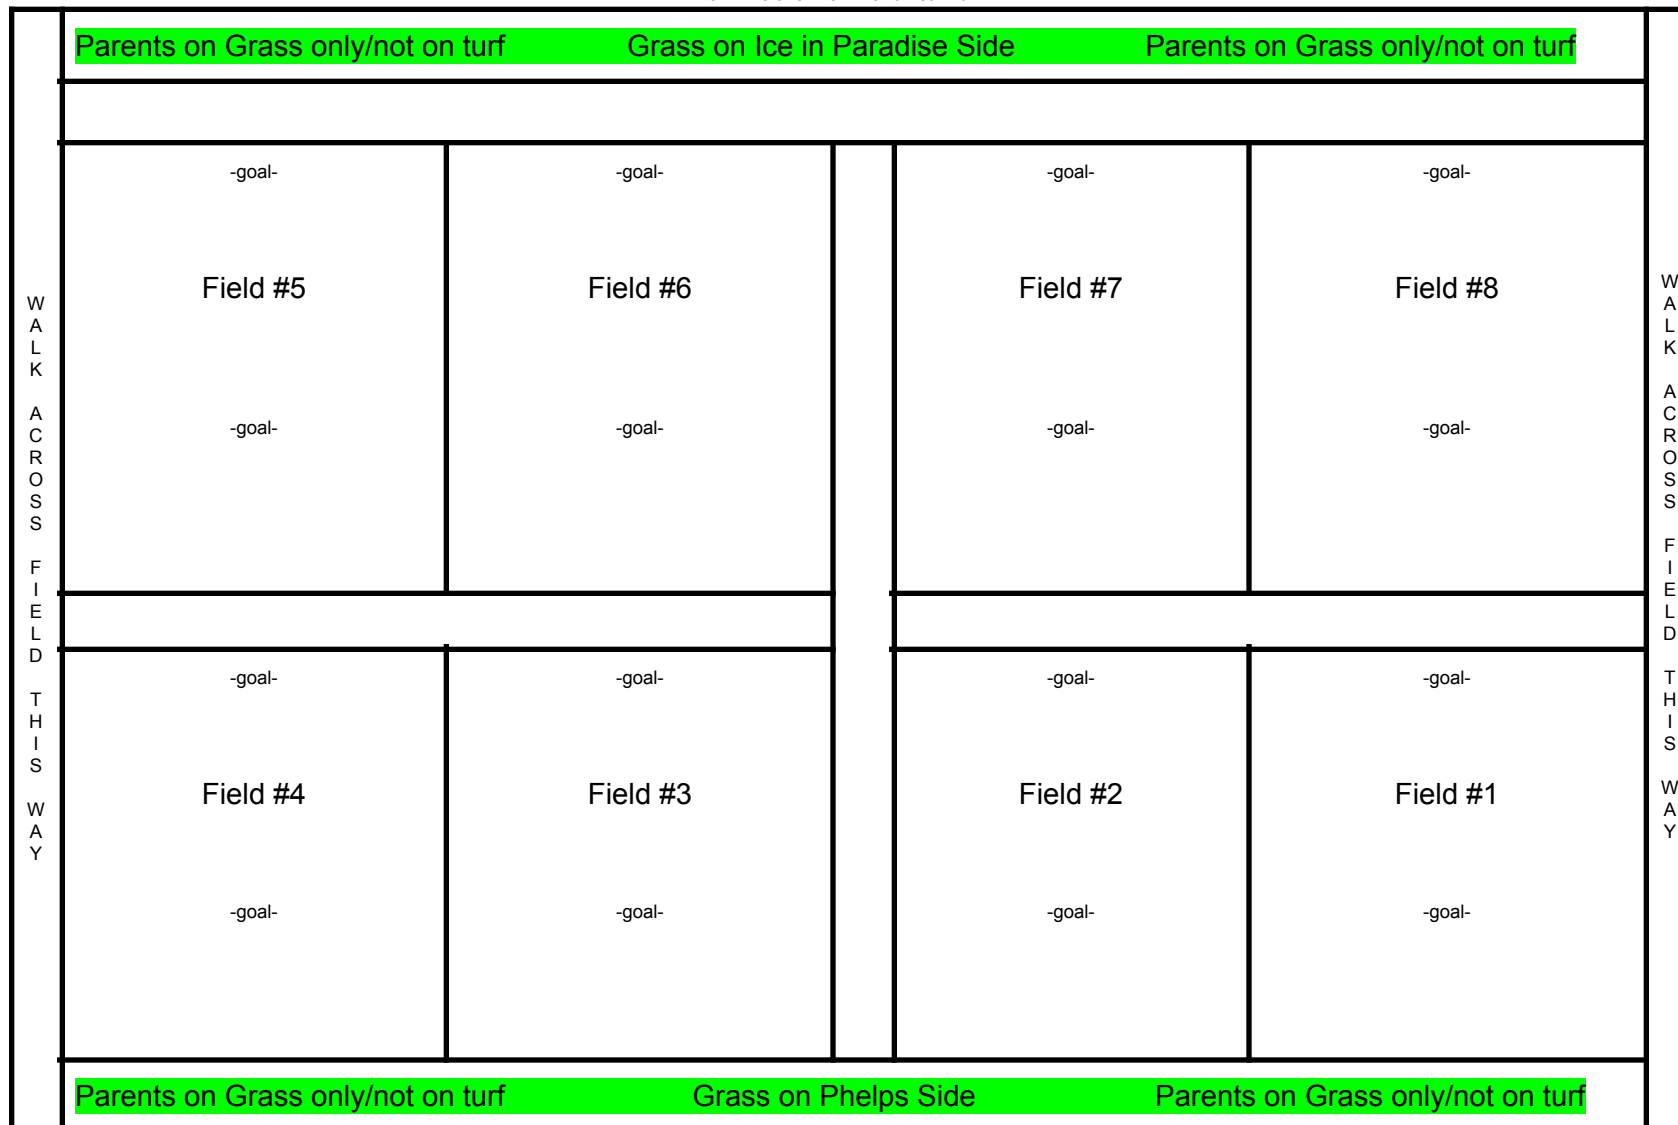 Parents on Grass only/not on turf Grass on Ice in Paradise Side Parents on Grass only/not on turf
-goal- -goal- -goal- -goal-
Field #5 Field #6 Field #7 Field #8
-goal- -goal- -goal- -goal-
WALK ACROSS FIELD THIS WAY
WALK ACROSS FIELD THIS WAY
-goal- -goal- -goal- -goal-
Field #4 Field #3 Field #2 Field #1
-goal- -goal- -goal- -goal-
Parents on Grass only/not on turf Grass on Phelps Side Parents on Grass only/not on turf